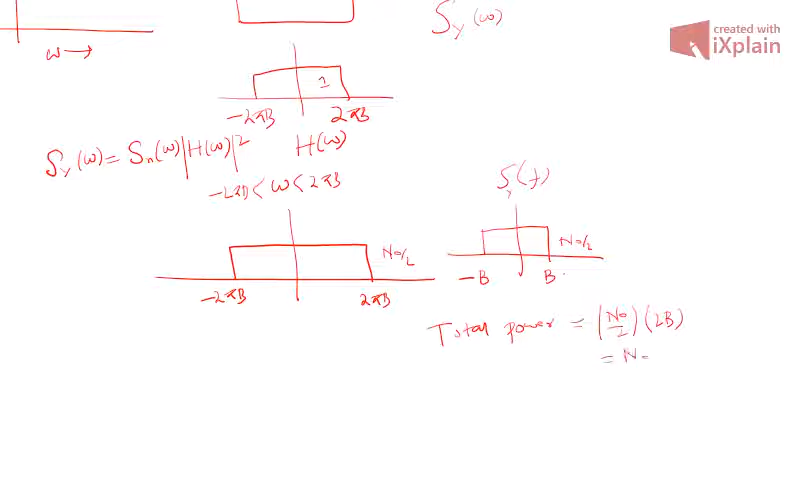 S_y(ω)
created with
iXplain
ω →
1
-2πB 2πB
H(ω)
S_y(ω) = S_n(ω)|H(ω)|²
-2πB < ω < 2πB
S_y(f)
N₀/2
-2πB 2πB
N₀/2
-B B
Total power = (N₀/2)(2B)
= N₀